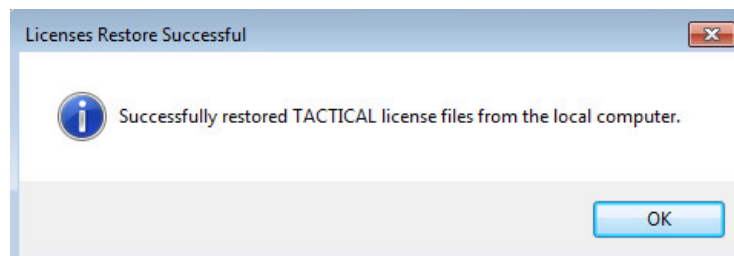 Licenses Restore Successful
Successfully restored TACTICAL license files from the local computer.
OK